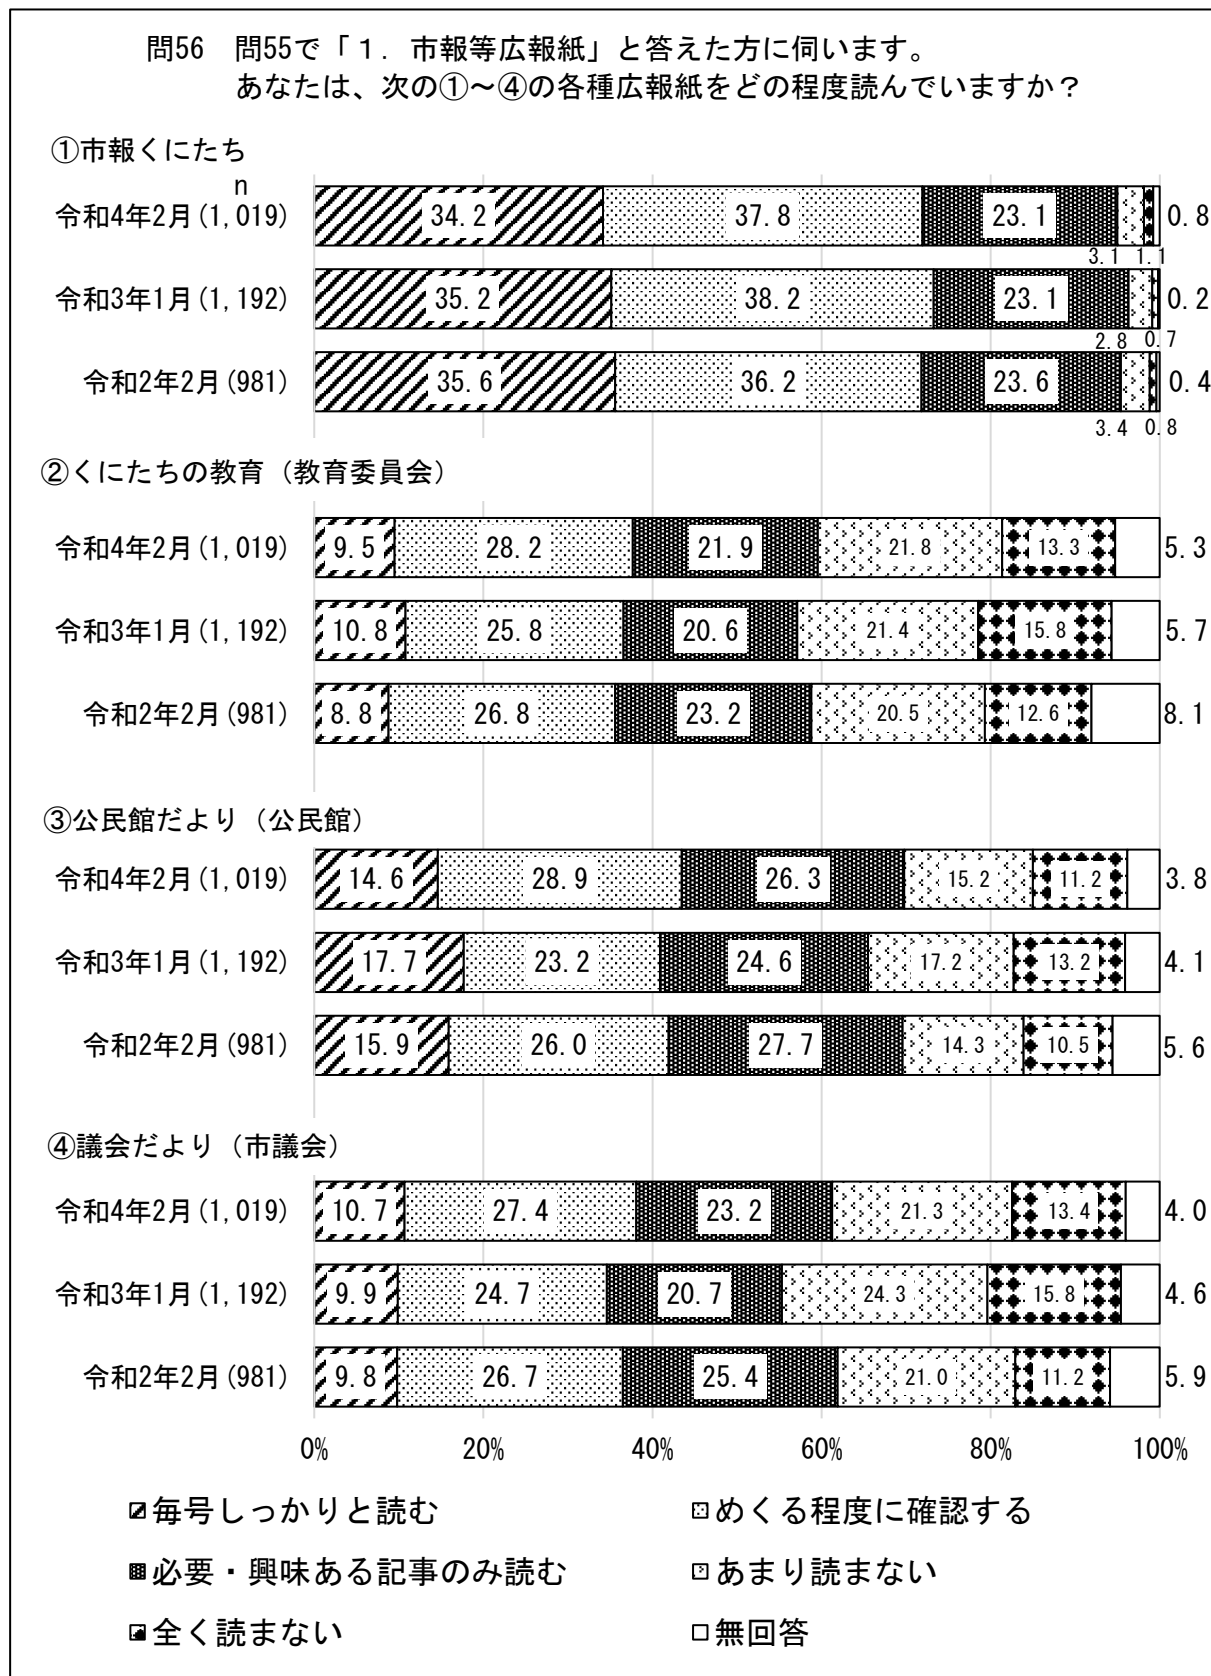 問56　問55で「１．市報等広報紙」と答えた方に伺います。
あなたは、次の①～④の各種広報紙をどの程度読んでいますか？
①市報くにたち
n
令和4年2月(1,019) 34.2 37.8 23.1 3.1 1.1 0.8
令和3年1月(1,192) 35.2 38.2 23.1 2.8 0.7 0.2
令和2年2月(981) 35.6 36.2 23.6 3.4 0.8 0.4
②くにたちの教育（教育委員会）
令和4年2月(1,019) 9.5 28.2 21.9 21.8 13.3 5.3
令和3年1月(1,192) 10.8 25.8 20.6 21.4 15.8 5.7
令和2年2月(981) 8.8 26.8 23.2 20.5 12.6 8.1
③公民館だより（公民館）
令和4年2月(1,019) 14.6 28.9 26.3 15.2 11.2 3.8
令和3年1月(1,192) 17.7 23.2 24.6 17.2 13.2 4.1
令和2年2月(981) 15.9 26.0 27.7 14.3 10.5 5.6
④議会だより（市議会）
令和4年2月(1,019) 10.7 27.4 23.2 21.3 13.4 4.0
令和3年1月(1,192) 9.9 24.7 20.7 24.3 15.8 4.6
令和2年2月(981) 9.8 26.7 25.4 21.0 11.2 5.9
0% 20% 40% 60% 80% 100%
毎号しっかりと読む めくる程度に確認する
必要・興味ある記事のみ読む あまり読まない
全く読まない 無回答